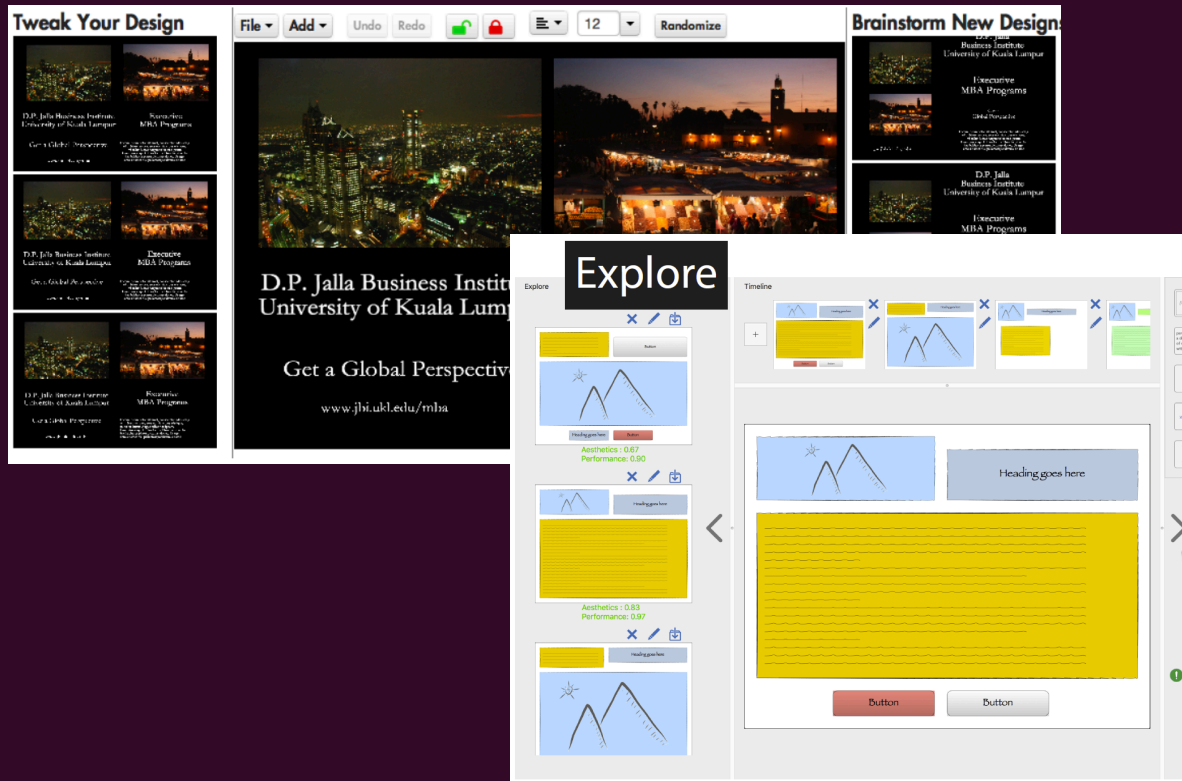 Tweak Your Design
File
Add
Undo
Redo
12
Randomize
Brainstorm New Designs
D.P. Jalla Business Institute
University of Kuala Lumpur
Executive
MBA Programs
Get a Global Perspective
D.P. Jalla Business Institute
University of Kuala Lumpur
Executive
MBA Programs
Get a Global Perspective
D.P. Jalla Business Institute
University of Kuala Lumpur
Executive
MBA Programs
Get a Global Perspective
D.P. Jalla Business Instit
University of Kuala Lump
Get a Global Perspectiv
www.jbi.ukl.edu/mba
D.P. Jalla
Business Institute
University of Kuala Lumpur
Executive
MBA Programs
Global Perspective
D.P. Jalla
Business Institute
University of Kuala Lumpur
Executive
MBA Programs
Explore
Explore
Button
Heading goes here
Button
Aesthetics : 0.67
Performance: 0.90
Heading goes here
Aesthetics : 0.83
Performance: 0.97
Heading goes here
Timeline
+
Heading goes here
Button
Button